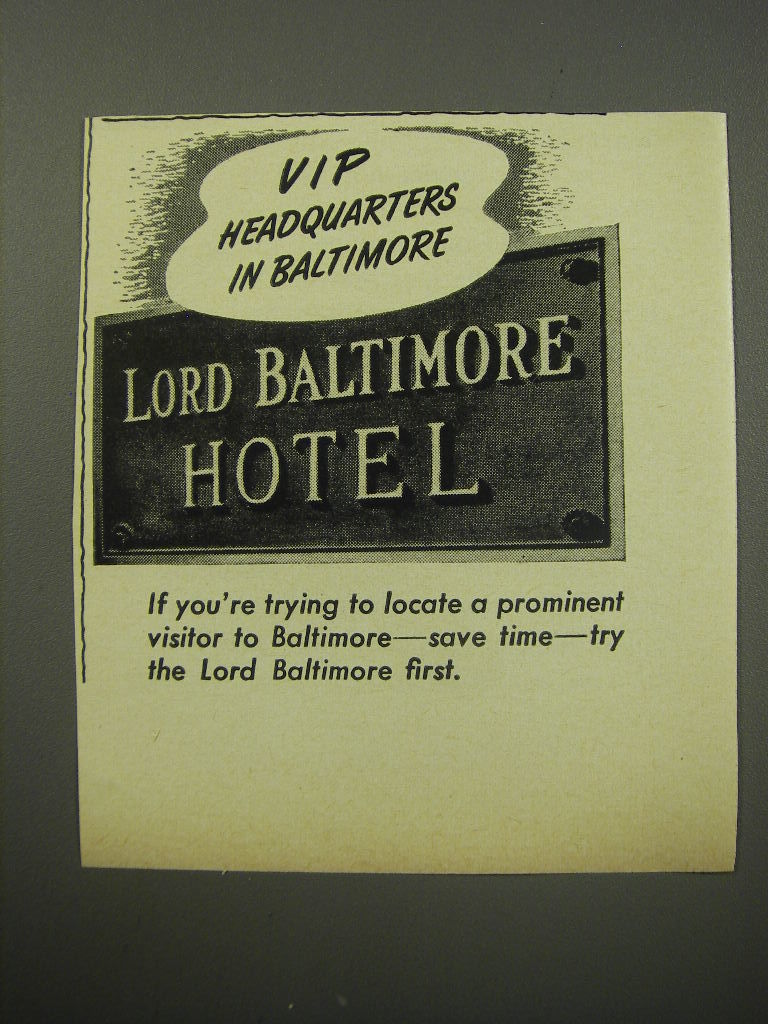 VIP
HEADQUARTERS
IN BALTIMORE
LORD BALTIMORE
HOTEL
If you're trying to locate a prominent
visitor to Baltimore—save time—try
the Lord Baltimore first.